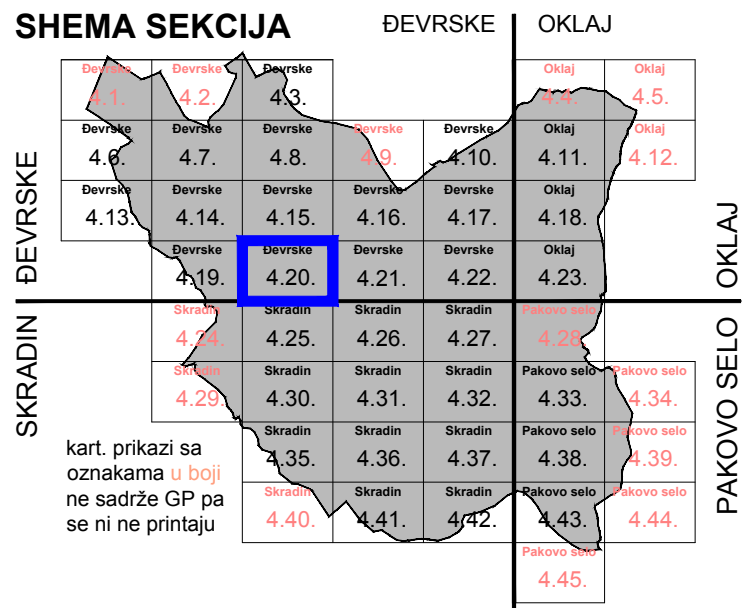 SHEMA SEKCIJA
ĐEVRSKE OKLAJ
Đevrske Đevrske Đevrske Oklaj Oklaj
4.1. 4.2. 4.3. 4.4. 4.5.
Đevrske Đevrske Đevrske Đevrske Đevrske Oklaj Oklaj
4.6. 4.7. 4.8. 4.9. 4.10. 4.11. 4.12.
Đevrske Đevrske Đevrske Đevrske Đevrske Oklaj
4.13. 4.14. 4.15. 4.16. 4.17. 4.18.
Đevrske Đevrske Đevrske Đevrske Oklaj
4.19. 4.20. 4.21. 4.22. 4.23.
ĐEVRSKE
OKLAJ
Skradin Skradin Skradin Skradin Pakovo selo
4.24. 4.25. 4.26. 4.27. 4.28.
Skradin Skradin Skradin Skradin Pakovo selo Pakovo selo
4.29. 4.30. 4.31. 4.32. 4.33. 4.34.
Skradin Skradin Skradin Pakovo selo Pakovo selo
4.35. 4.36. 4.37. 4.38. 4.39.
Skradin Skradin Skradin Pakovo selo Pakovo selo
4.40. 4.41. 4.42. 4.43. 4.44.
Pakovo selo
4.45.
SKRADIN
PAKOVO SELO
kart. prikazi sa
oznakama u boji
ne sadrže GP pa
se ni ne printaju